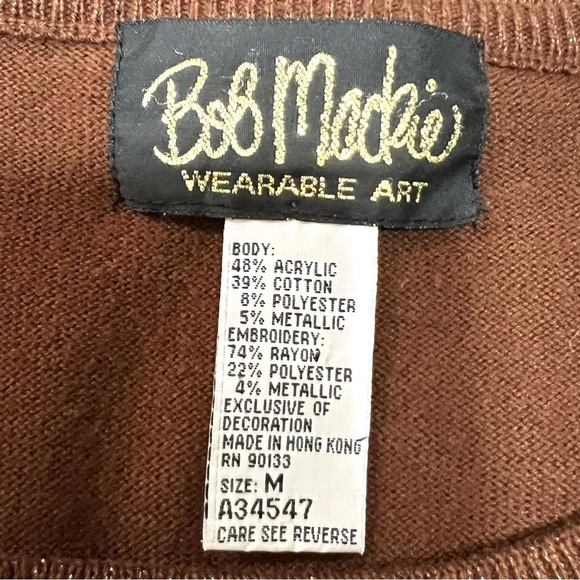 Bob Mackie
WEARABLE ART
BODY:
48% ACRYLIC
39% COTTON
8% POLYESTER
5% METALLIC
EMBROIDERY:
74% RAYON
22% POLYESTER
4% METALLIC
EXCLUSIVE OF
DECORATION
MADE IN HONG KONG
RN 90133
SIZE: M
A34547
CARE SEE REVERSE